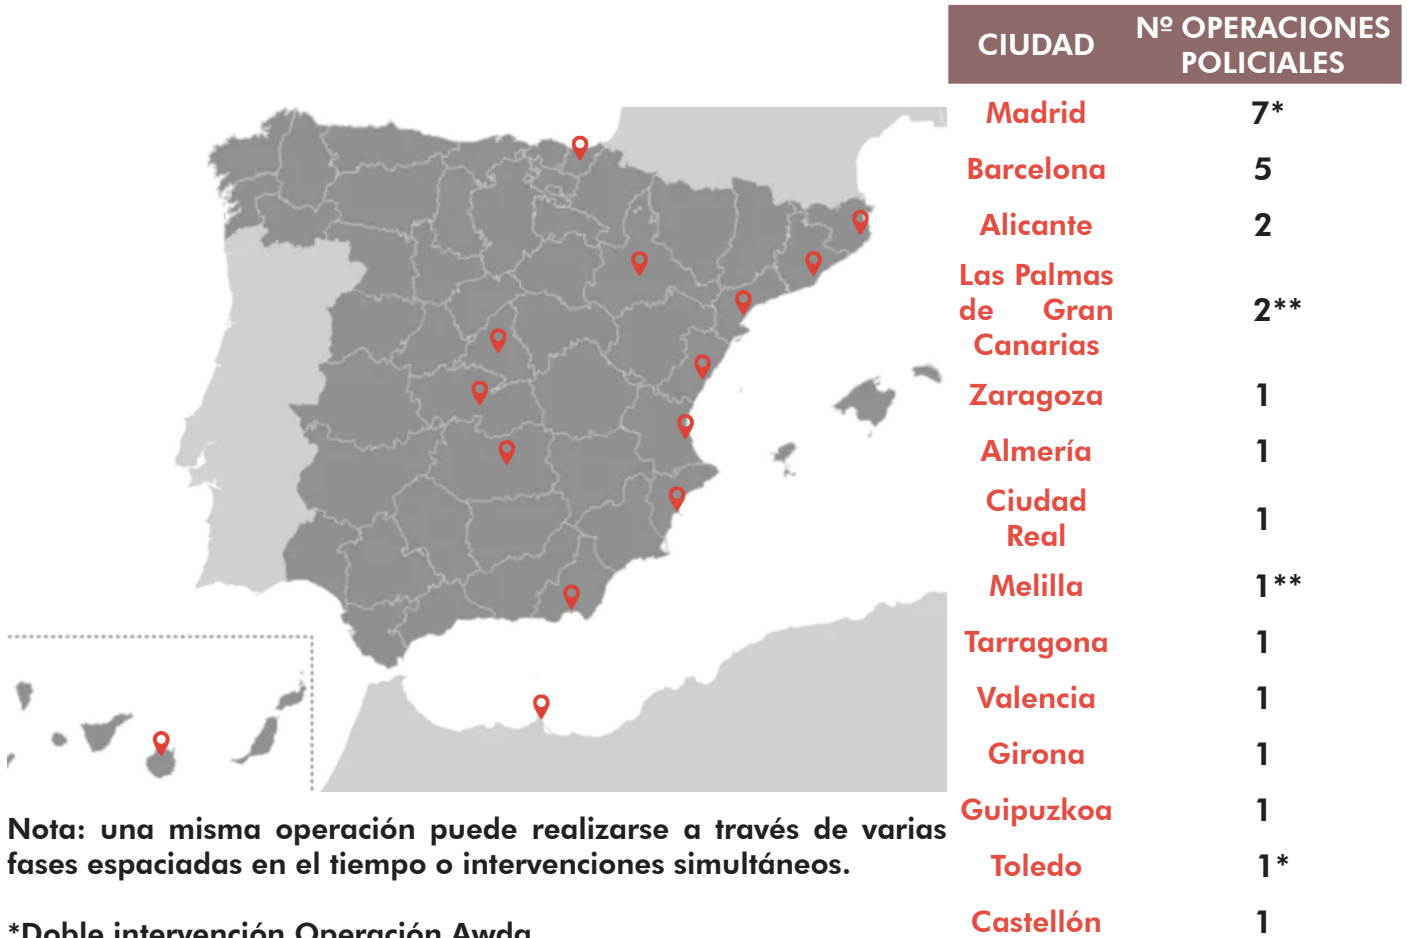 CIUDAD
Nº OPERACIONES
POLICIALES
Madrid 7*
Barcelona 5
Alicante 2
Las Palmas
de Gran
Canarias
2**
Zaragoza 1
Almería 1
Ciudad
Real
1
Melilla 1**
Tarragona 1
Valencia 1
Girona 1
Guipuzkoa 1
Toledo 1*
Castellón 1
Nota: una misma operación puede realizarse a través de varias
fases espaciadas en el tiempo o intervenciones simultáneos.
*Doble intervención Operación Awda